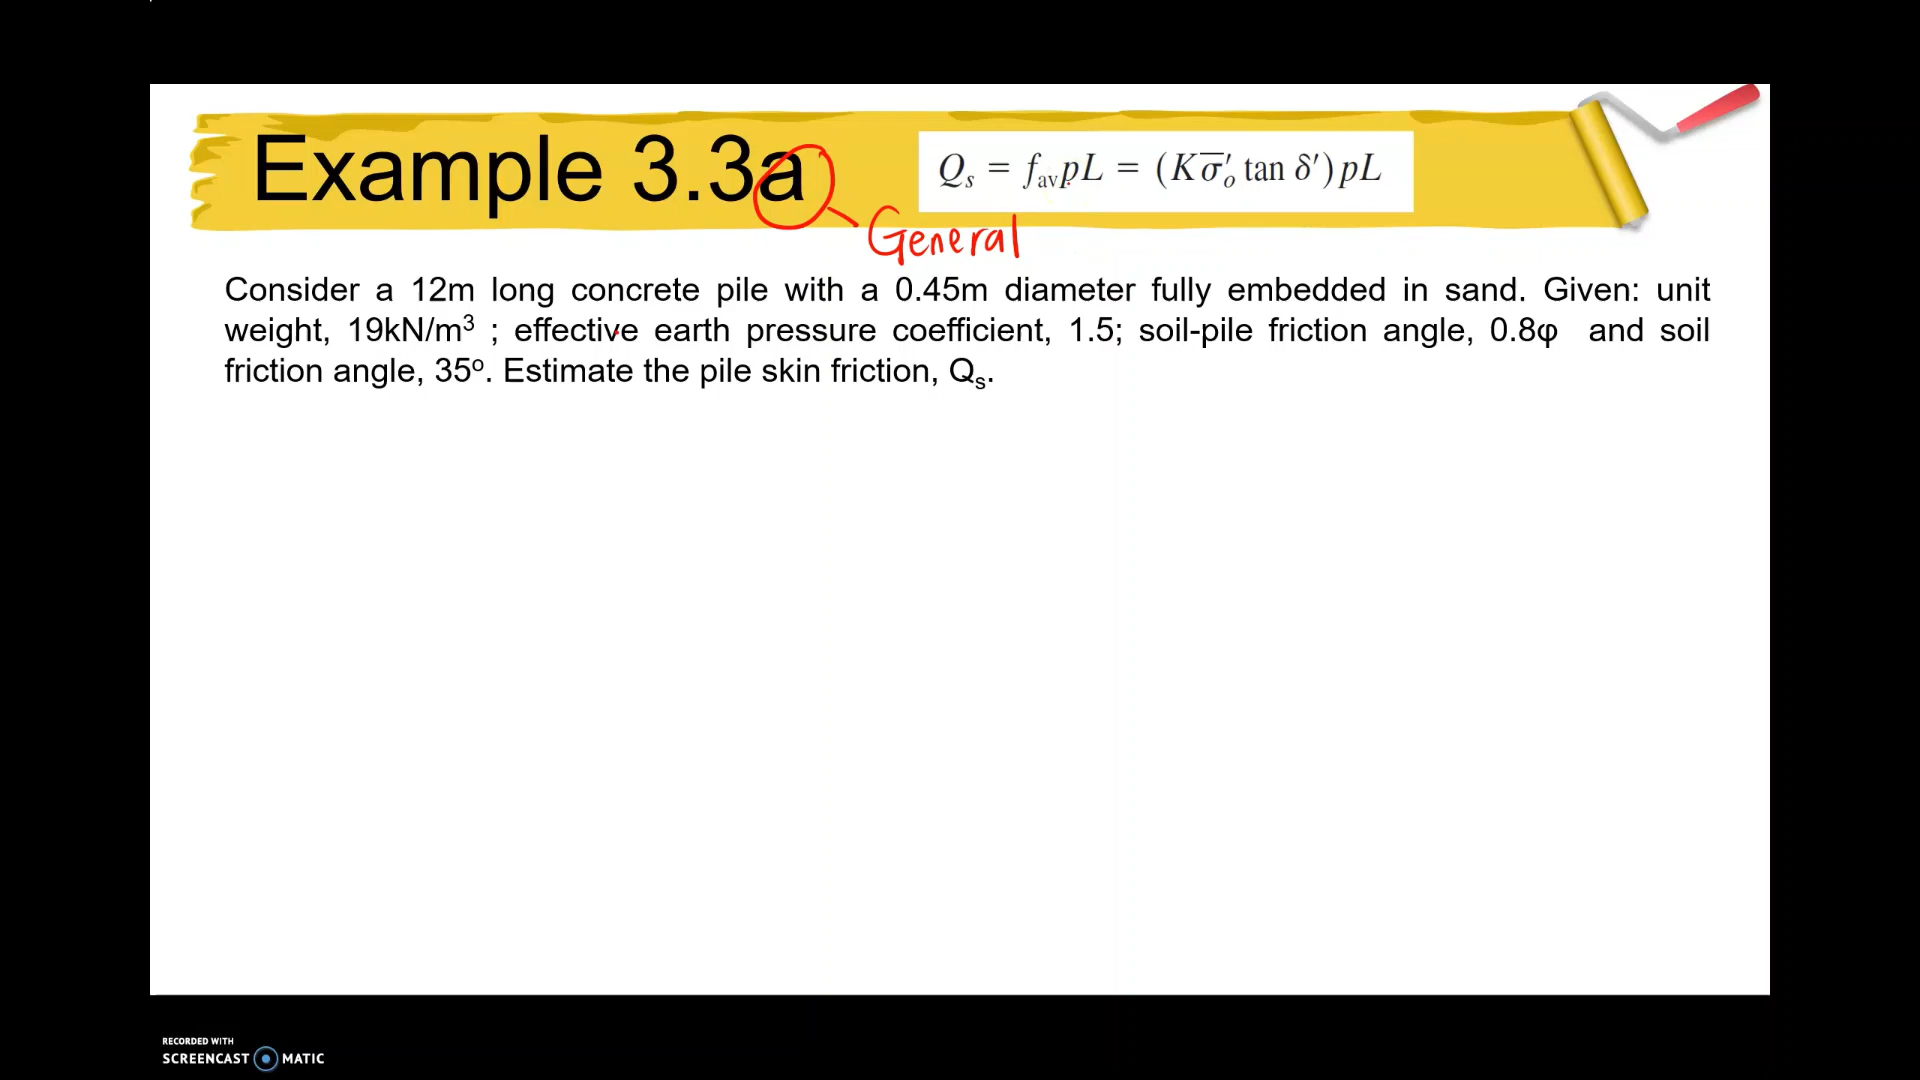 Example 3.3a
Qₛ = f_av pL = (Kσ̅′ₒ tan δ′)pL
General
Consider a 12m long concrete pile with a 0.45m diameter fully embedded in sand. Given: unit
weight, 19kN/m³ ; effective earth pressure coefficient, 1.5; soil-pile friction angle, 0.8φ and soil
friction angle, 35º. Estimate the pile skin friction, Qₛ.
RECORDED WITH
SCREENCAST MATIC